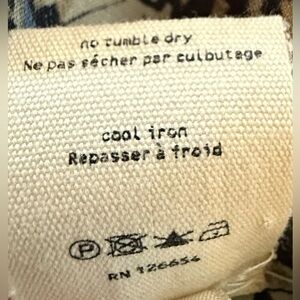 no tumble dry
Ne pas sécher par culbutage
cool iron
Repasser à froid
P
RN 126654